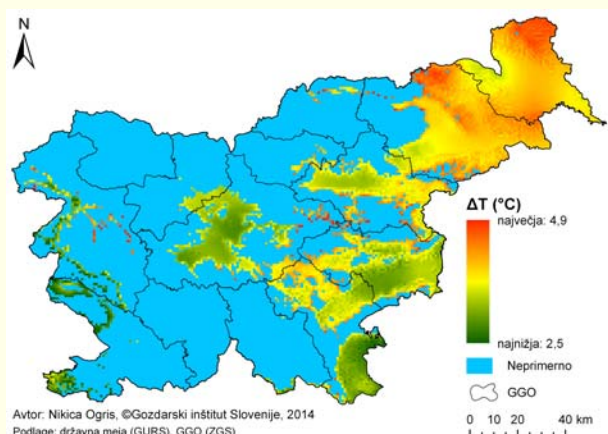 N
ΔT (°C)
največja: 4,9
najnižja: 2,5
Neprimerno
GGO
Avtor: Nikica Ogris, ©Gozdarski inštitut Slovenije, 2014
Podlage: državna meja (GURS), GGO (ZGS)
0 10 20 40 km